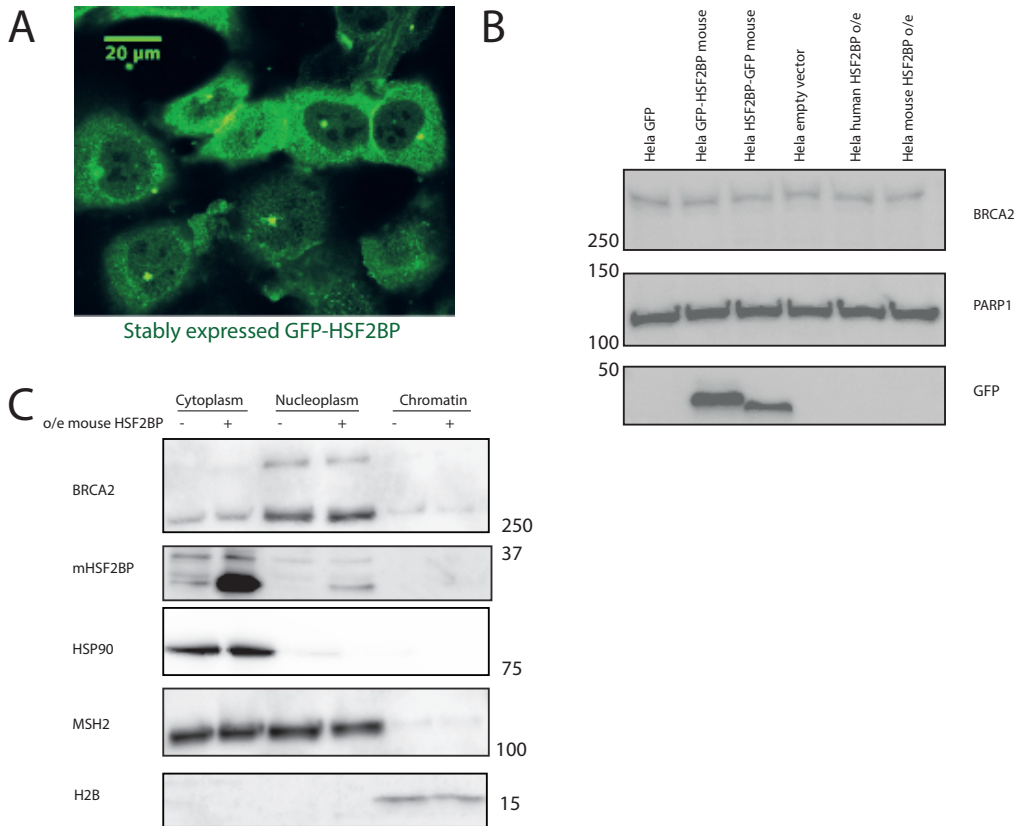 A
20 µm
Stably expressed GFP-HSF2BP
B
Hela GFP
Hela GFP-HSF2BP mouse
Hela HSF2BP-GFP mouse
Hela empty vector
Hela human HSF2BP o/e
Hela mouse HSF2BP o/e
BRCA2
250
150
PARP1
100
50
GFP
C
Cytoplasm Nucleoplasm Chromatin
o/e mouse HSF2BP - + - + - +
BRCA2
250
37
mHSF2BP
HSP90
75
MSH2
100
H2B
15